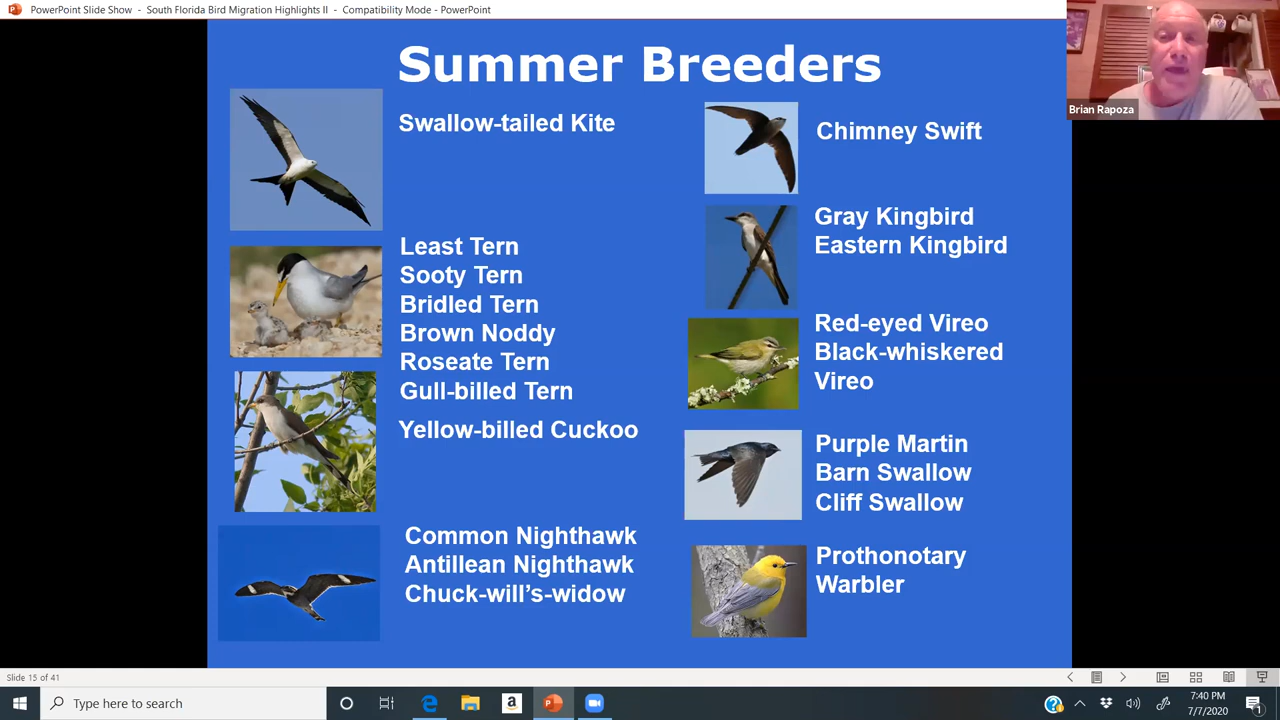 PowerPoint Slide Show - South Florida Bird Migration Highlights II - Compatibility Mode - PowerPoint
Brian Rapoza
Summer Breeders
Swallow-tailed Kite
Least Tern
Sooty Tern
Bridled Tern
Brown Noddy
Roseate Tern
Gull-billed Tern
Yellow-billed Cuckoo
Common Nighthawk
Antillean Nighthawk
Chuck-will’s-widow
Chimney Swift
Gray Kingbird
Eastern Kingbird
Red-eyed Vireo
Black-whiskered
Vireo
Purple Martin
Barn Swallow
Cliff Swallow
Prothonotary
Warbler
Slide 15 of 41
Type here to search
7:40 PM
7/7/2020